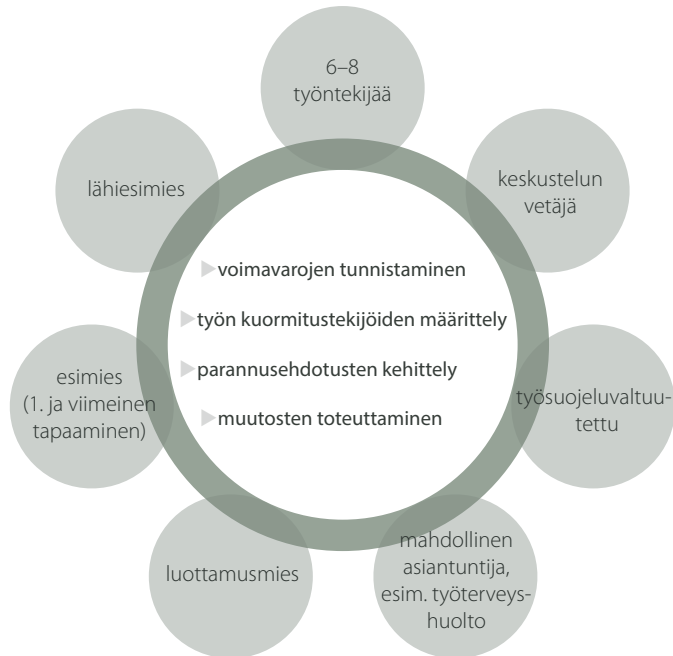 6–8
työntekijää
keskustelun
vetäjä
työsuojeluvaltuu-
tettu
mahdollinen
asiantuntija,
esim. työterveys-
huolto
luottamusmies
esimies
(1. ja viimeinen
tapaaminen)
lähiesimies
voimavarojen tunnistaminen
työn kuormitustekijöiden määrittely
parannusehdotusten kehittely
muutosten toteuttaminen